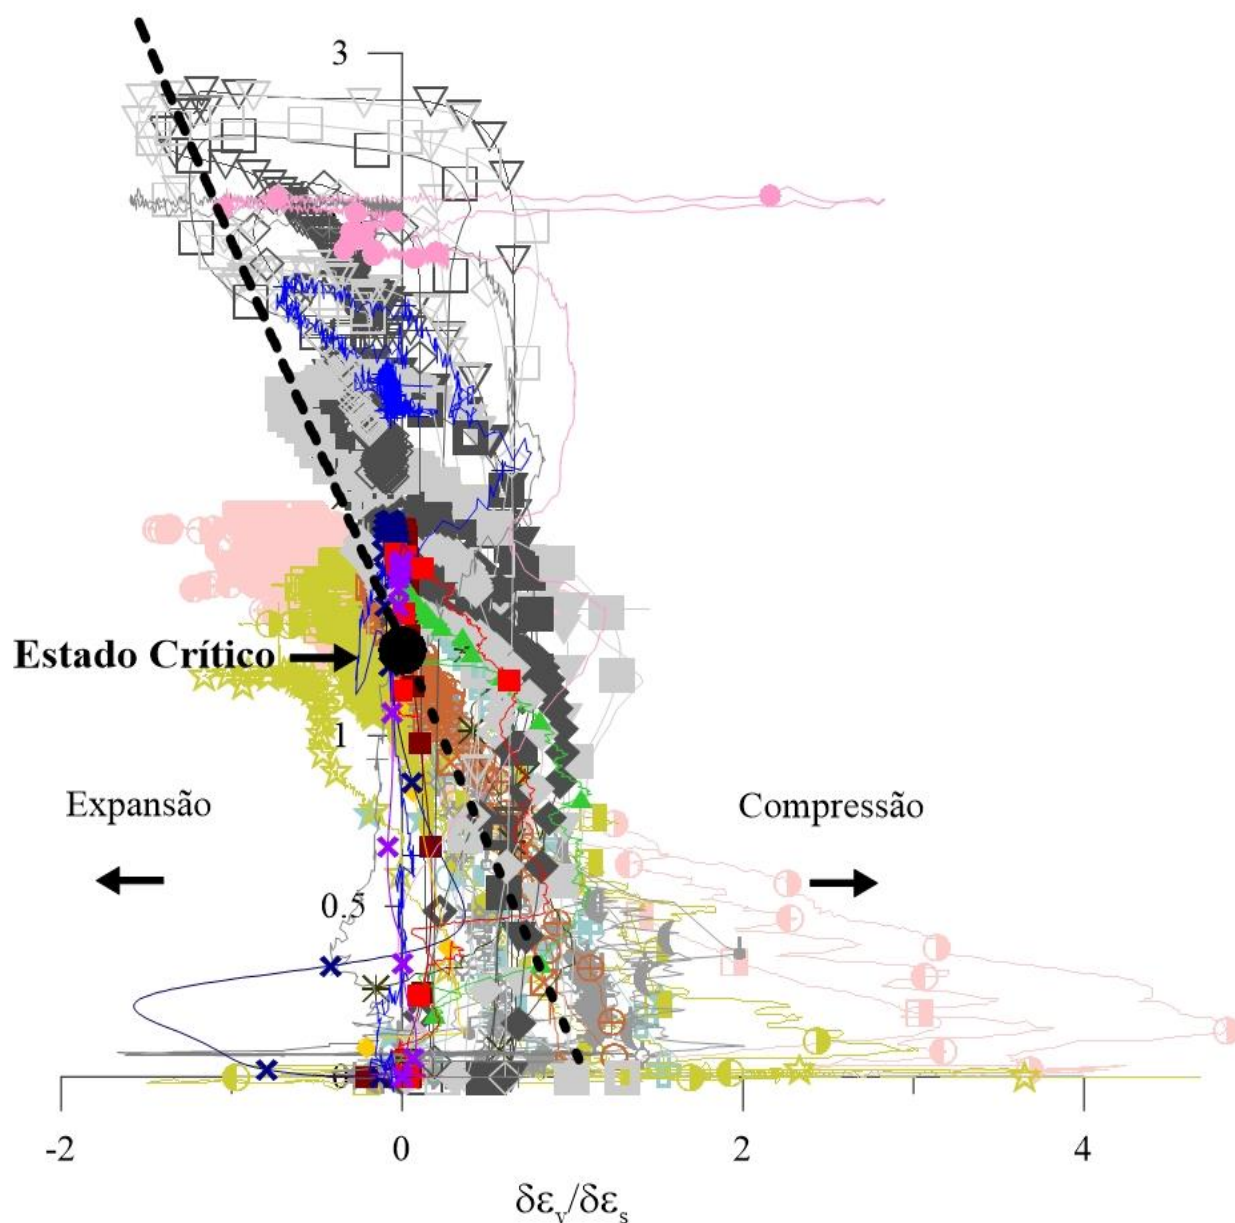 3
Estado Crítico
1
Expansão
Compressão
0.5
0
-2 0 2 4
δεᵥ/δεₛ